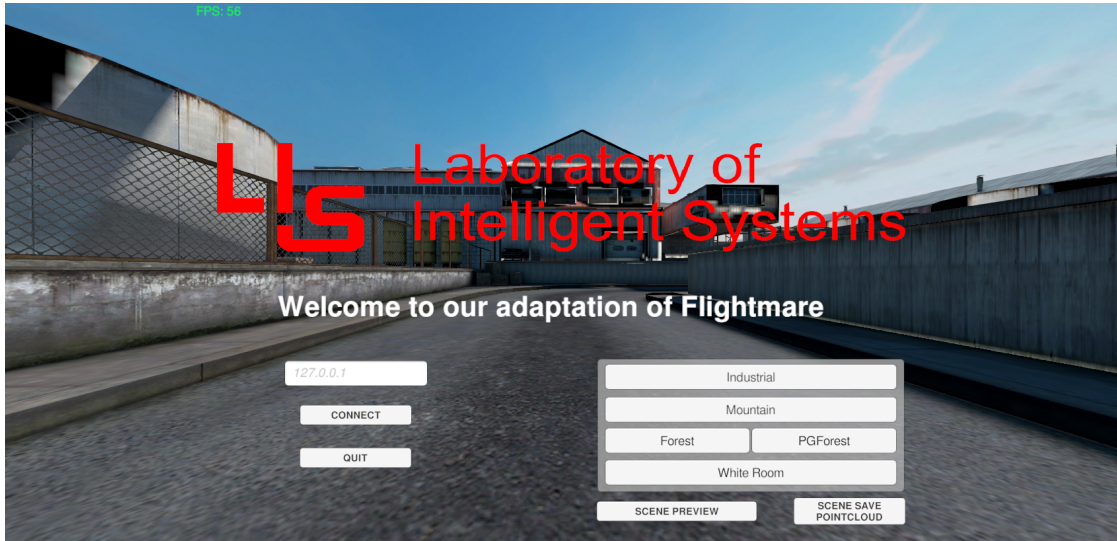 FPS: 56
LIS
Laboratory of
Intelligent Systems
Welcome to our adaptation of Flightmare
127.0.0.1
CONNECT
QUIT
Industrial
Mountain
Forest
PGForest
White Room
SCENE PREVIEW
SCENE SAVE
POINTCLOUD